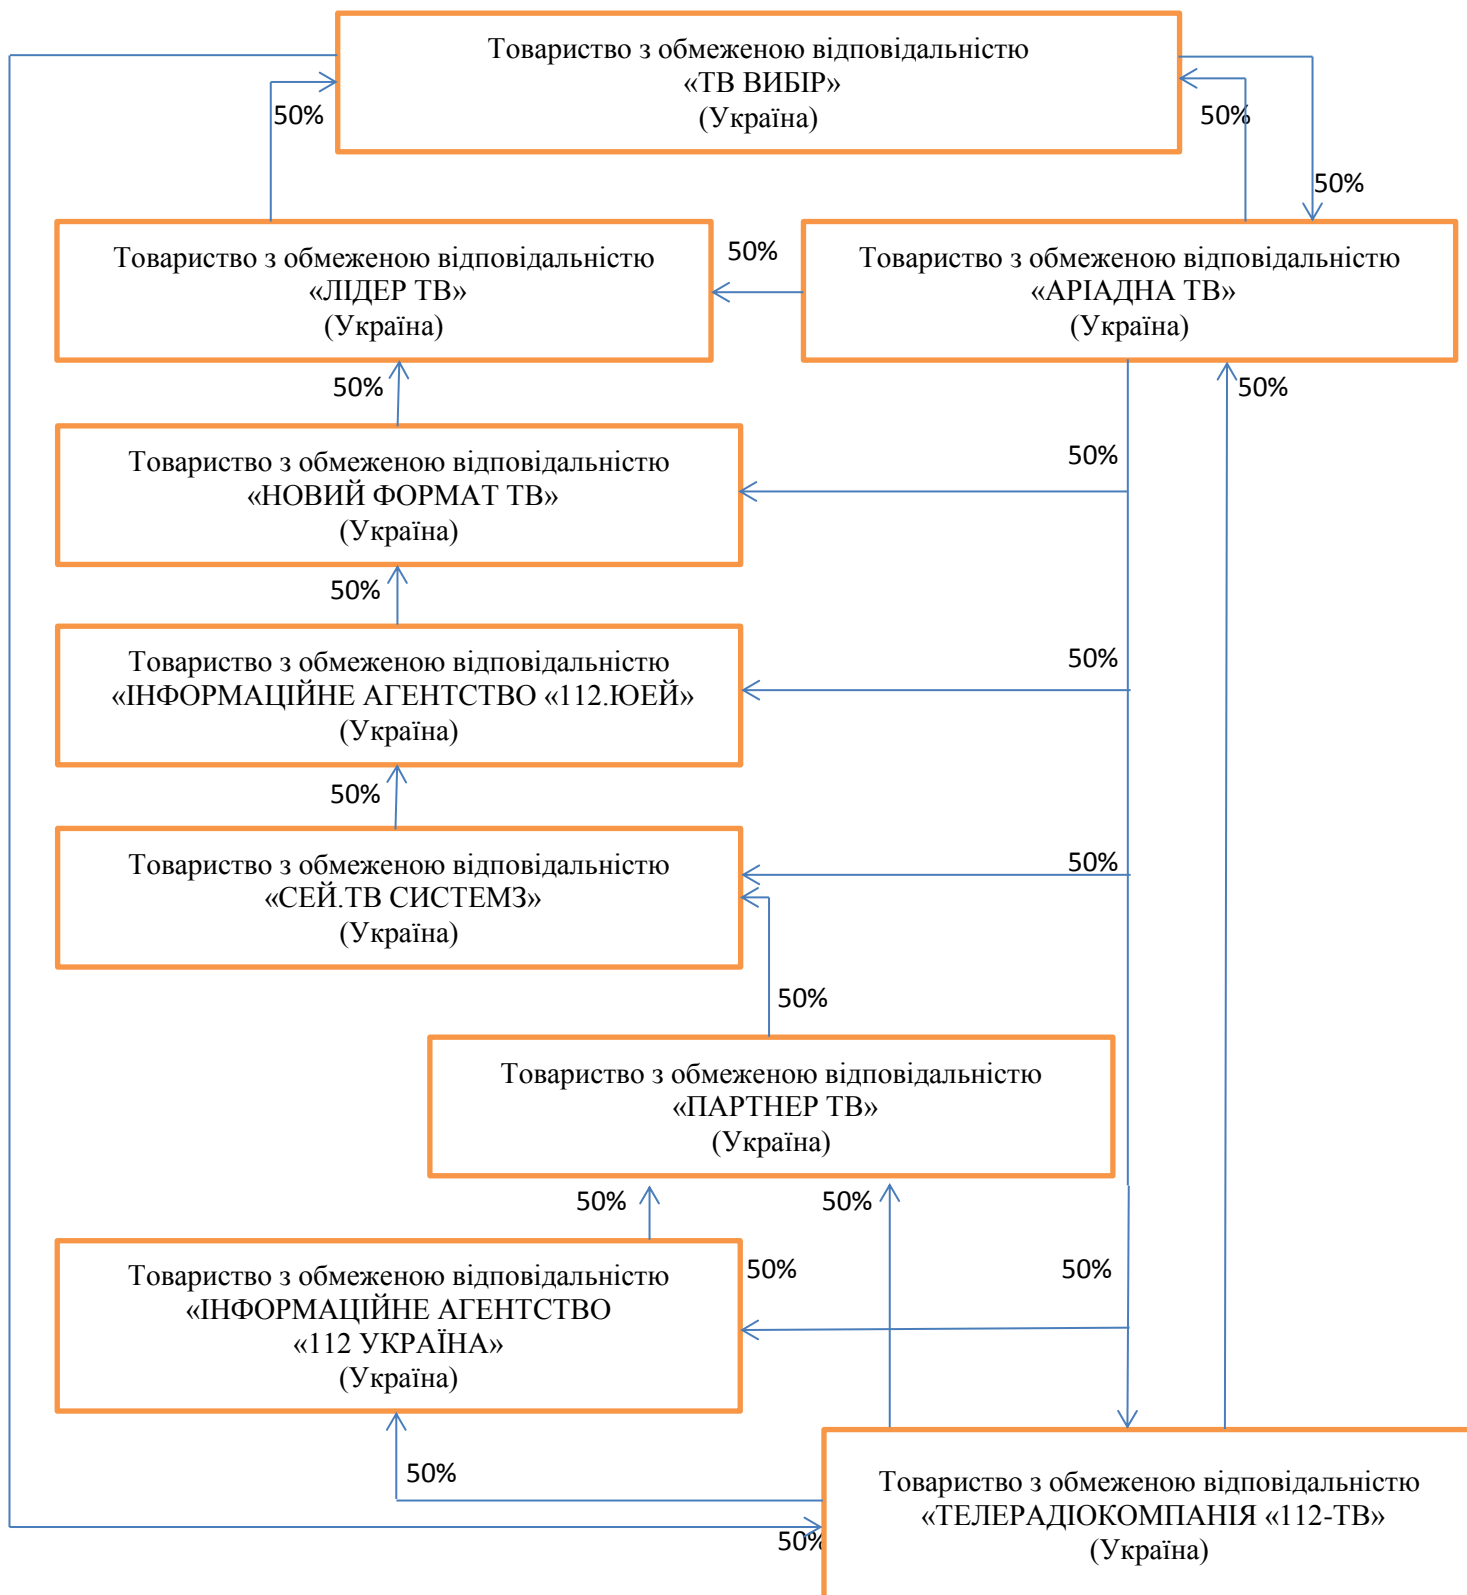 Товариство з обмеженою відповідальністю
«ТВ ВИБІР»
(Україна)
50%
50%
50%
Товариство з обмеженою відповідальністю
«ЛІДЕР ТВ»
(Україна)
50%
Товариство з обмеженою відповідальністю
«АРІАДНА ТВ»
(Україна)
50%
50%
Товариство з обмеженою відповідальністю
«НОВИЙ ФОРМАТ ТВ»
(Україна)
50%
50%
Товариство з обмеженою відповідальністю
«ІНФОРМАЦІЙНЕ АГЕНТСТВО «112.ЮЕЙ»
(Україна)
50%
50%
Товариство з обмеженою відповідальністю
«СЕЙ.ТВ СИСТЕМЗ»
(Україна)
50%
50%
Товариство з обмеженою відповідальністю
«ПАРТНЕР ТВ»
(Україна)
50%
50%
Товариство з обмеженою відповідальністю
«ІНФОРМАЦІЙНЕ АГЕНТСТВО
«112 УКРАЇНА»
(Україна)
50%
50%
50%
Товариство з обмеженою відповідальністю
«ТЕЛЕРАДІОКОМПАНІЯ «112-ТВ»
(Україна)
50%